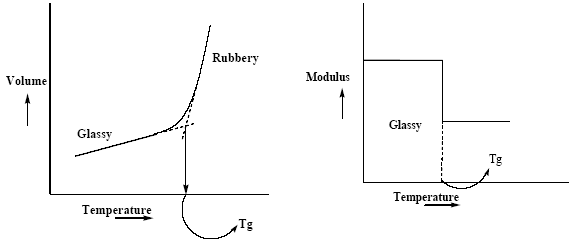 Rubbery
Volume
Glassy
Temperature
Tg
Modulus
Glassy
Tg
Temperature